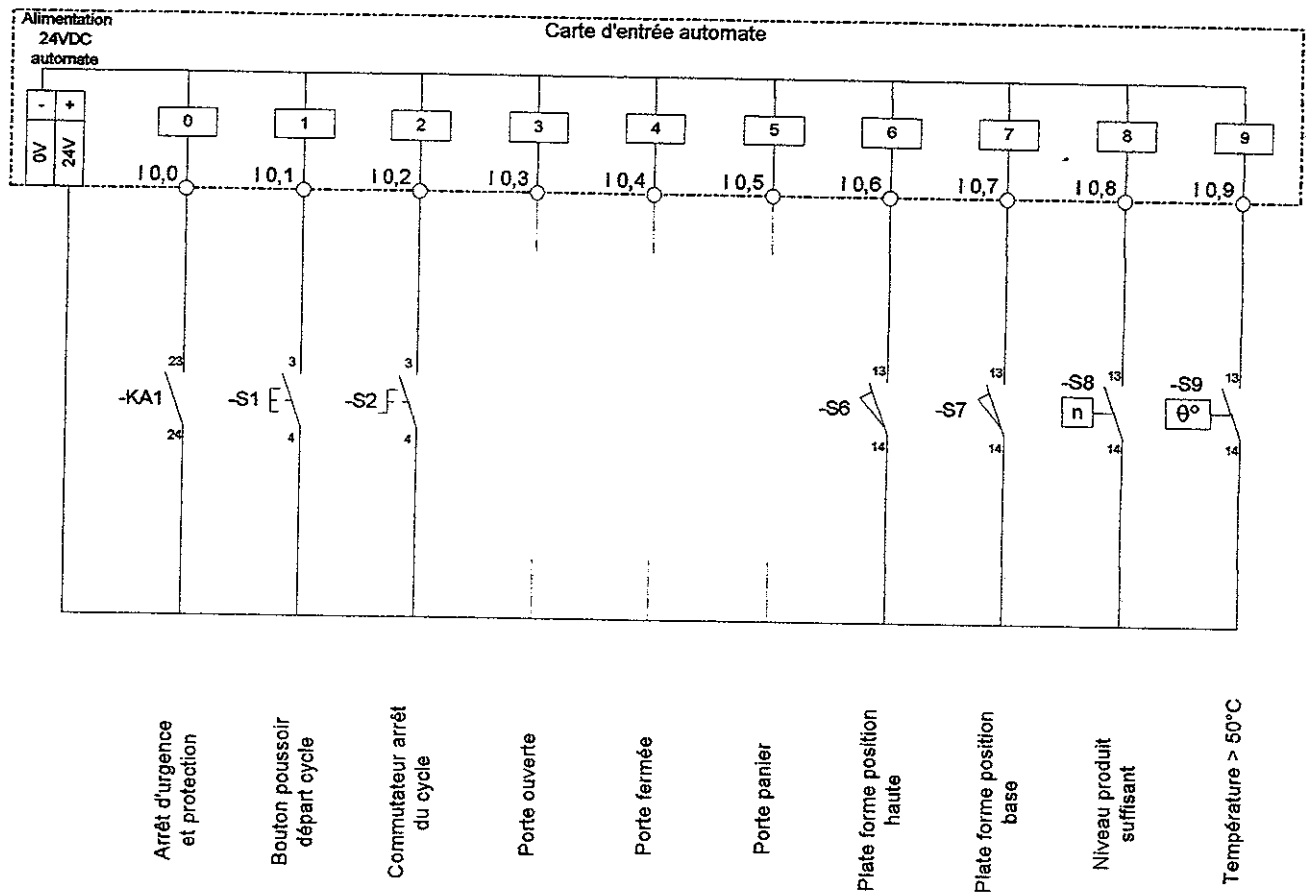 Alimentation
24VDC
automate
Carte d'entrée automate
- +
0V 24V
0 1 2 3 4 5 6 7 8 9
I 0,0 I 0,1 I 0,2 I 0,3 I 0,4 I 0,5 I 0,6 I 0,7 I 0,8 I 0,9
23 3 3 13 13 13 13
-KA1 -S1 -S2 -S6 -S7 -S8 -S9
n θ°
24 4 4 14 14 14 14
Arrêt d'urgence
et protection
Bouton poussoir
départ cycle
Commutateur arrêt
du cycle
Porte ouverte
Porte fermée
Porte panier
Plate forme position
haute
Plate forme position
base
Niveau produit
suffisant
Température > 50°C